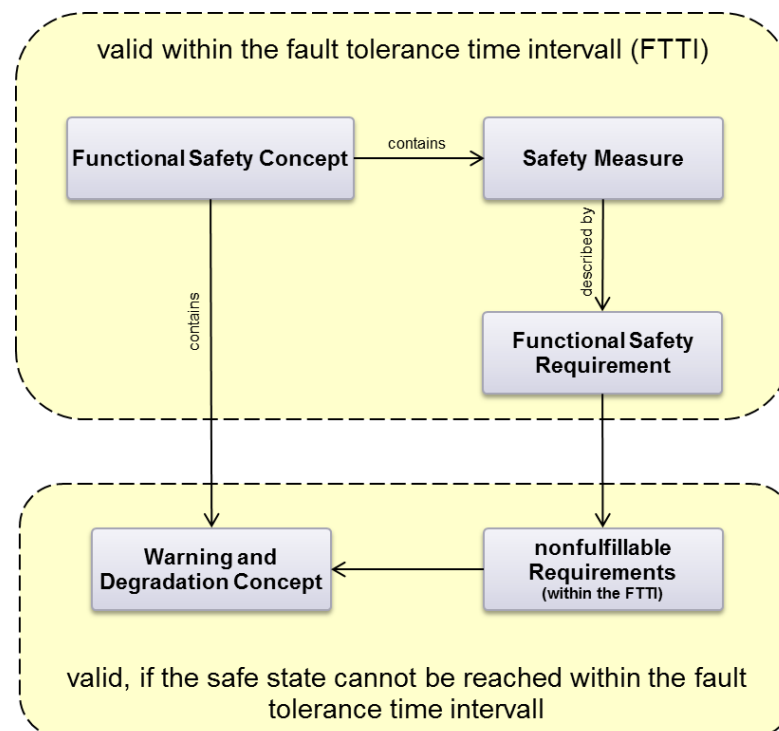 valid within the fault tolerance time intervall (FTTI)
Functional Safety Concept
contains
Safety Measure
described by
contains
Functional Safety
Requirement
Warning and
Degradation Concept
nonfulfillable
Requirements
(within the FTTI)
valid, if the safe state cannot be reached within the fault
tolerance time intervall